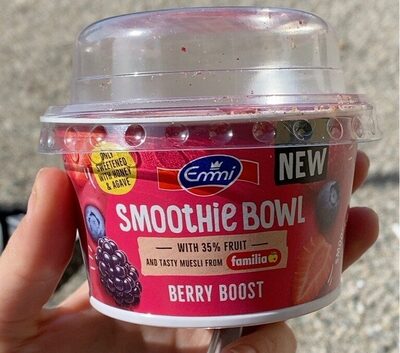 ONLY
SWEETENED
WITH HONEY
& AGAVE
Emmi
NEW
SMOOTHIE BOWL
WITH 35% FRUIT
AND TASTY MUESLI FROM familia
BERRY BOOST